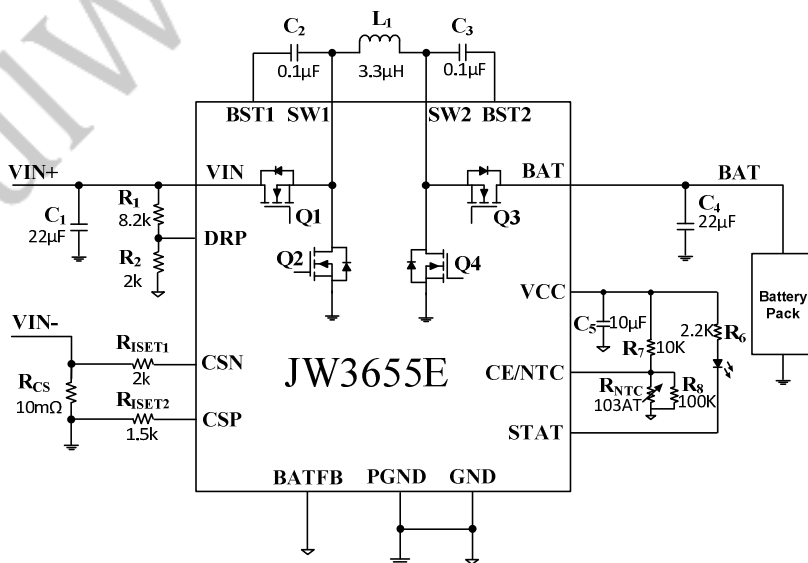 C2
L1
C3
0.1µF
3.3µH
0.1µF
BST1
SW1
SW2
BST2
VIN+
VIN
BAT
BAT
R1
8.2k
C1
22µF
DRP
R2
2k
Q1
Q2
Q3
Q4
C4
22µF
VCC
Battery
Pack
C5
10µF
2.2K
R6
R7
10K
VIN-
RISET1
2k
CSN
JW3655E
CE/NTC
RCS
10mΩ
RISET2
1.5k
CSP
RNTC
103AT
R8
100K
STAT
BATFB
PGND
GND